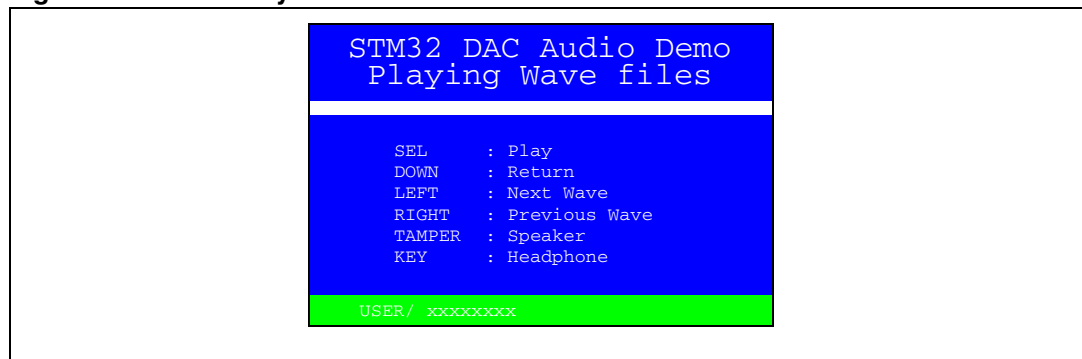 STM32 DAC Audio Demo
Playing Wave files
SEL : Play
DOWN : Return
LEFT : Next Wave
RIGHT : Previous Wave
TAMPER : Speaker
KEY : Headphone
USER/ xxxxxxxx